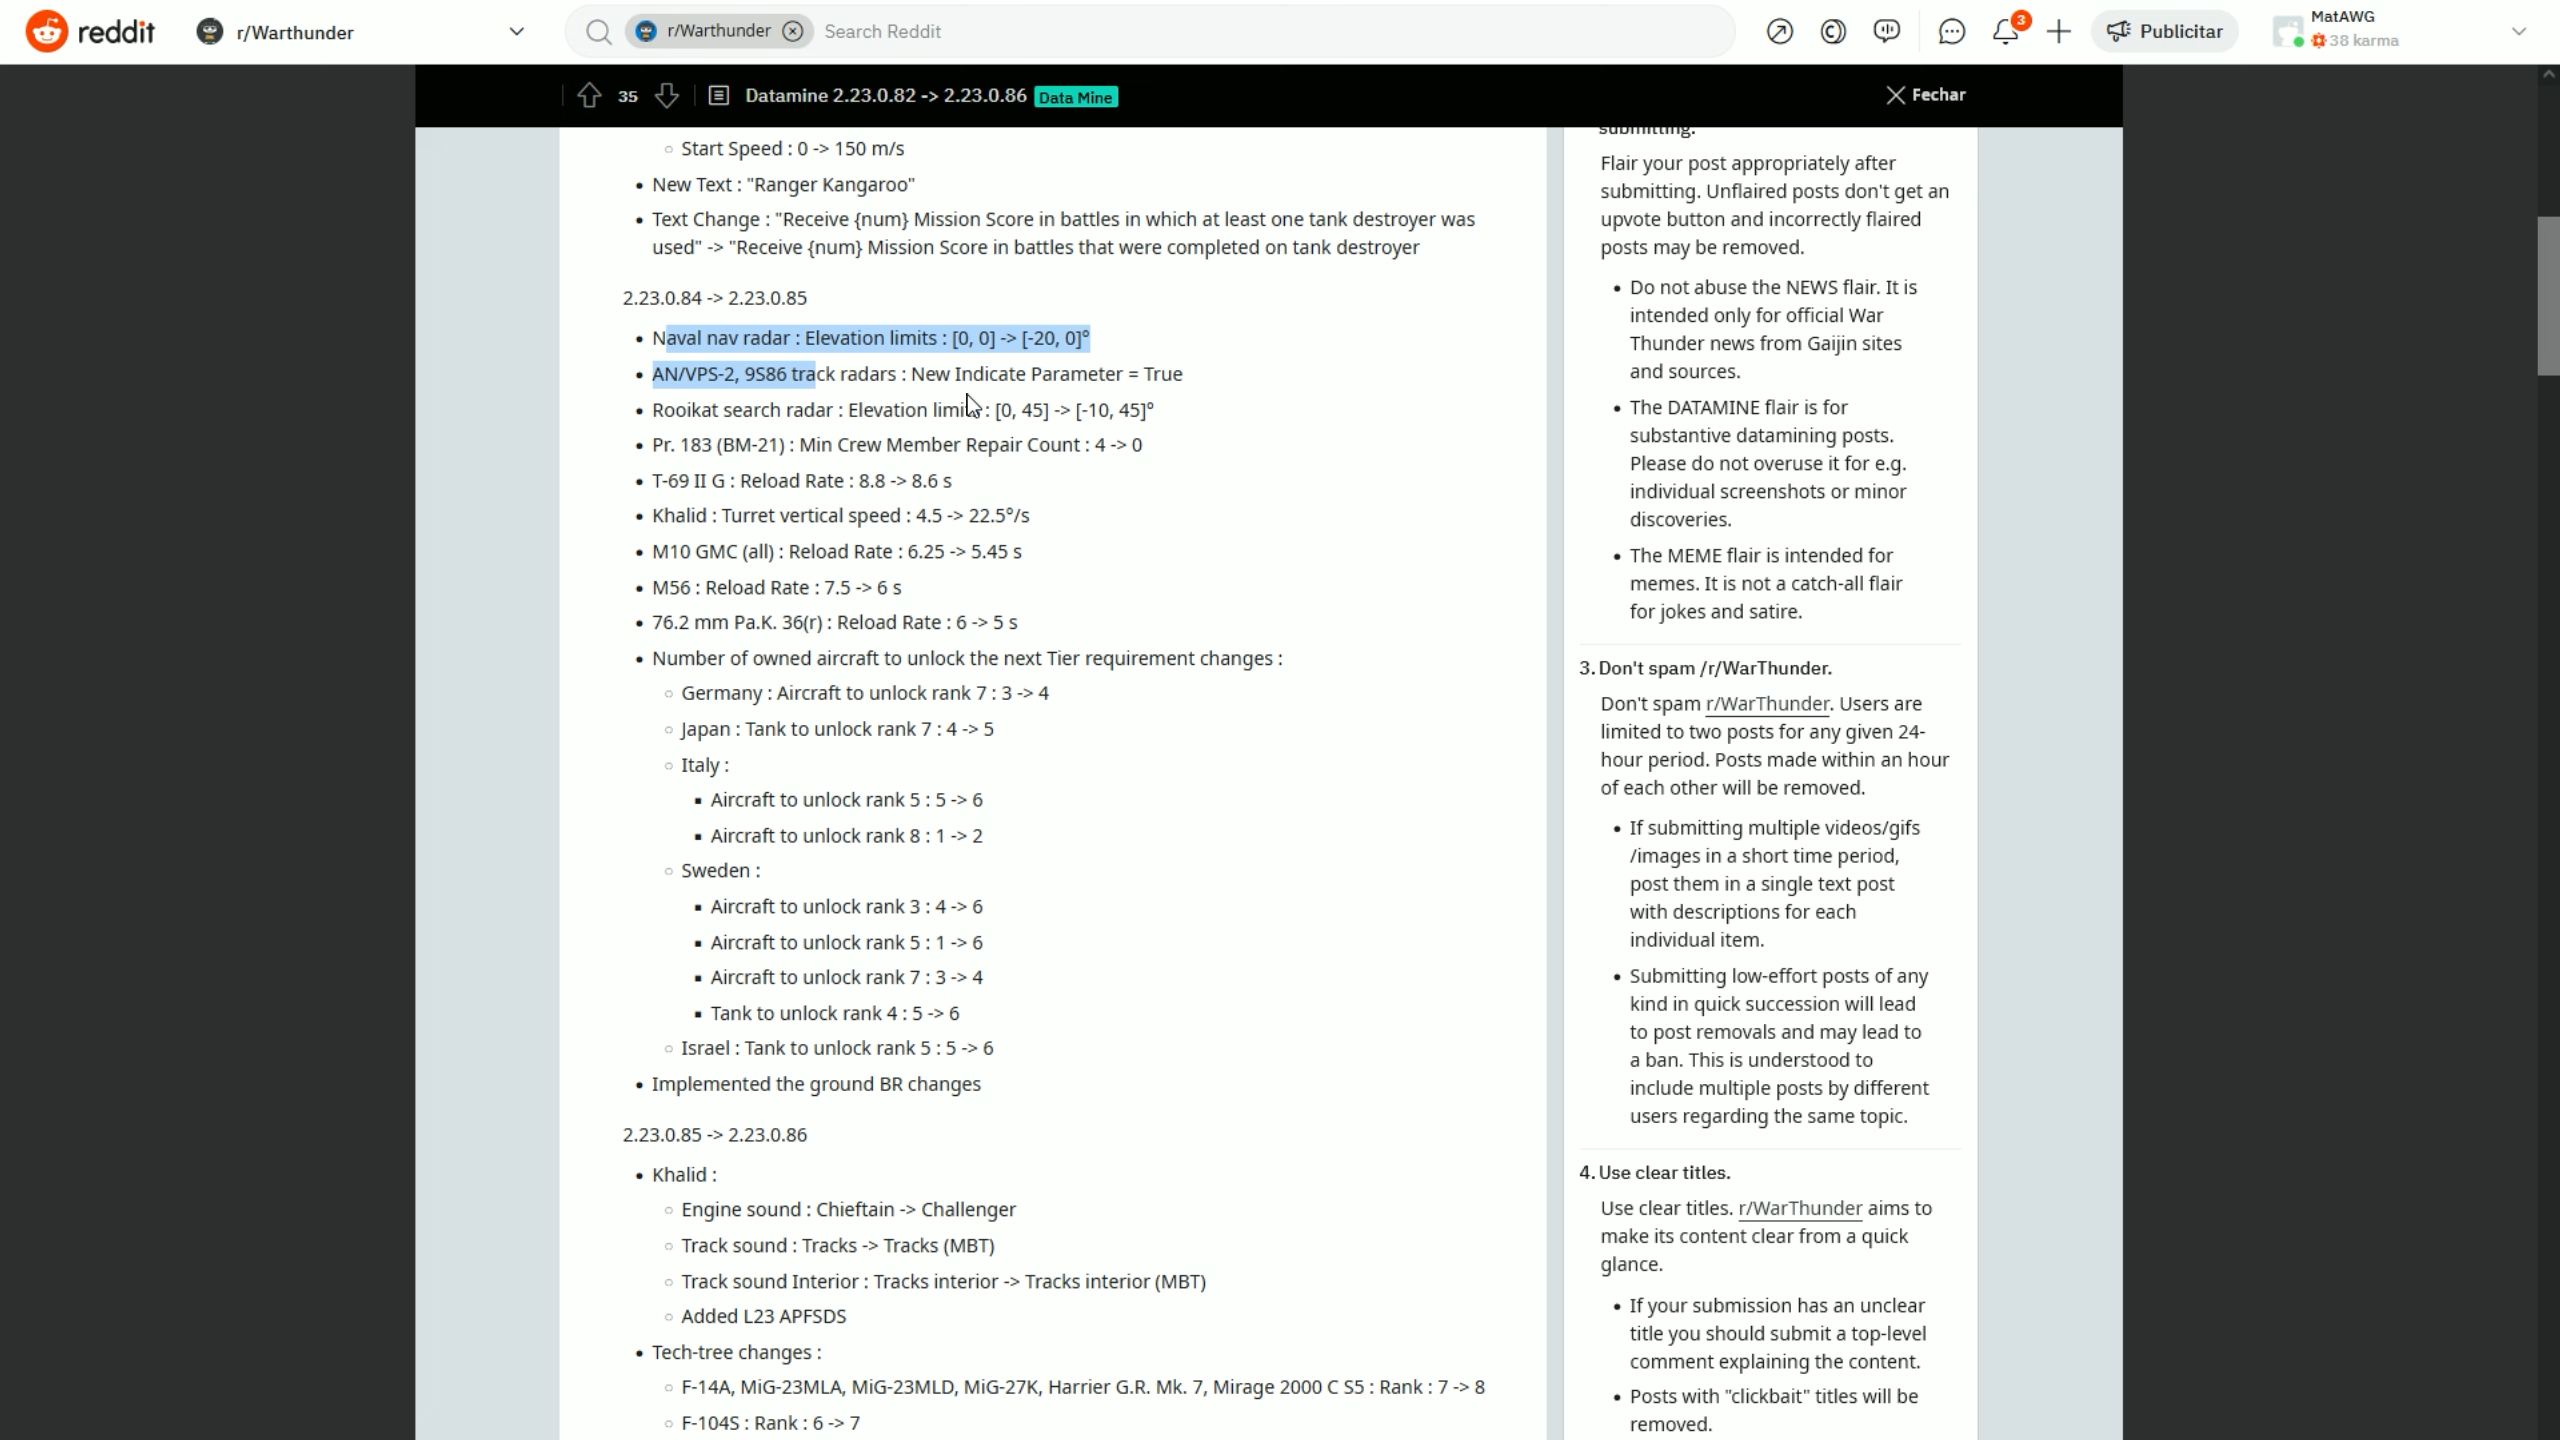 reddit
r/Warthunder
r/Warthunder
Search Reddit
3
Publicitar
MatAWG
38 karma
35
Datamine 2.23.0.82 -> 2.23.0.86
Data Mine
Fechar
Start Speed : 0 -> 150 m/s
New Text : "Ranger Kangaroo"
Text Change : "Receive {num} Mission Score in battles in which at least one tank destroyer was
used" -> "Receive {num} Mission Score in battles that were completed on tank destroyer
2.23.0.84 -> 2.23.0.85
Naval nav radar : Elevation limits : [0, 0] -> [-20, 0]°
AN/VPS-2, 9S86 track radars : New Indicate Parameter = True
Rooikat search radar : Elevation limits : [0, 45] -> [-10, 45]°
Pr. 183 (BM-21) : Min Crew Member Repair Count : 4 -> 0
T-69 II G : Reload Rate : 8.8 -> 8.6 s
Khalid : Turret vertical speed : 4.5 -> 22.5°/s
M10 GMC (all) : Reload Rate : 6.25 -> 5.45 s
M56 : Reload Rate : 7.5 -> 6 s
76.2 mm Pa.K. 36(r) : Reload Rate : 6 -> 5 s
Number of owned aircraft to unlock the next Tier requirement changes :
Germany : Aircraft to unlock rank 7 : 3 -> 4
Japan : Tank to unlock rank 7 : 4 -> 5
Italy :
Aircraft to unlock rank 5 : 5 -> 6
Aircraft to unlock rank 8 : 1 -> 2
Sweden :
Aircraft to unlock rank 3 : 4 -> 6
Aircraft to unlock rank 5 : 1 -> 6
Aircraft to unlock rank 7 : 3 -> 4
Tank to unlock rank 4 : 5 -> 6
Israel : Tank to unlock rank 5 : 5 -> 6
Implemented the ground BR changes
2.23.0.85 -> 2.23.0.86
Khalid :
Engine sound : Chieftain -> Challenger
Track sound : Tracks -> Tracks (MBT)
Track sound Interior : Tracks interior -> Tracks interior (MBT)
Added L23 APFSDS
Tech-tree changes :
F-14A, MiG-23MLA, MiG-23MLD, MiG-27K, Harrier G.R. Mk. 7, Mirage 2000 C S5 : Rank : 7 -> 8
F-104S : Rank : 6 -> 7
submitting.
Flair your post appropriately after
submitting. Unflaired posts don't get an
upvote button and incorrectly flaired
posts may be removed.
Do not abuse the NEWS flair. It is
intended only for official War
Thunder news from Gaijin sites
and sources.
The DATAMINE flair is for
substantive datamining posts.
Please do not overuse it for e.g.
individual screenshots or minor
discoveries.
The MEME flair is intended for
memes. It is not a catch-all flair
for jokes and satire.
3. Don't spam /r/WarThunder.
Don't spam r/WarThunder. Users are
limited to two posts for any given 24-
hour period. Posts made within an hour
of each other will be removed.
If submitting multiple videos/gifs
/images in a short time period,
post them in a single text post
with descriptions for each
individual item.
Submitting low-effort posts of any
kind in quick succession will lead
to post removals and may lead to
a ban. This is understood to
include multiple posts by different
users regarding the same topic.
4. Use clear titles.
Use clear titles. r/WarThunder aims to
make its content clear from a quick
glance.
If your submission has an unclear
title you should submit a top-level
comment explaining the content.
Posts with "clickbait" titles will be
removed.